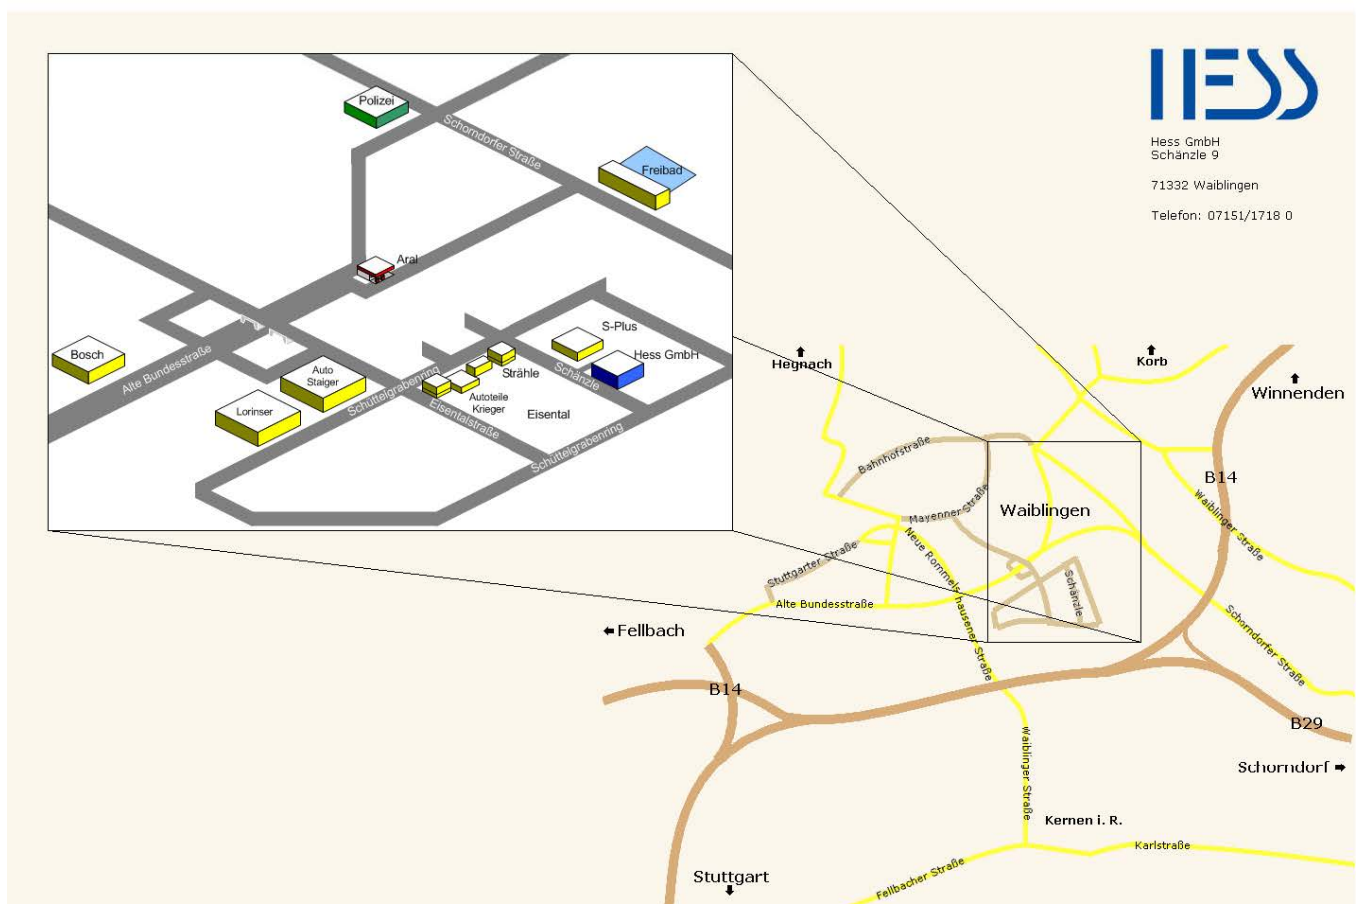 HESS
Hess GmbH
Schänzle 9
71332 Waiblingen
Telefon: 07151/1718 0
Polizei
Schorndorfer Straße
Freibad
Aral
S-Plus
Hess GmbH
Bosch
Alte Bundesstraße
Auto
Staiger
Lorinser
Schüttelgrabenring
Strähle
Schänzle
Autoteile
Krieger
Eisental
Eisentalstraße
Schüttelgrabenring
Hegnach
Korb
Winnenden
Bahnhofstraße
B14
Mayenner Straße
Waiblingen
Waiblinger Straße
Neue Rommelshausener Straße
Stuttgarter Straße
Schänzle
Alte Bundesstraße
Fellbach
Schorndorfer Straße
B14
B29
Waiblinger Straße
Schorndorf
Kernen i. R.
Karlstraße
Stuttgart
Fellbacher Straße